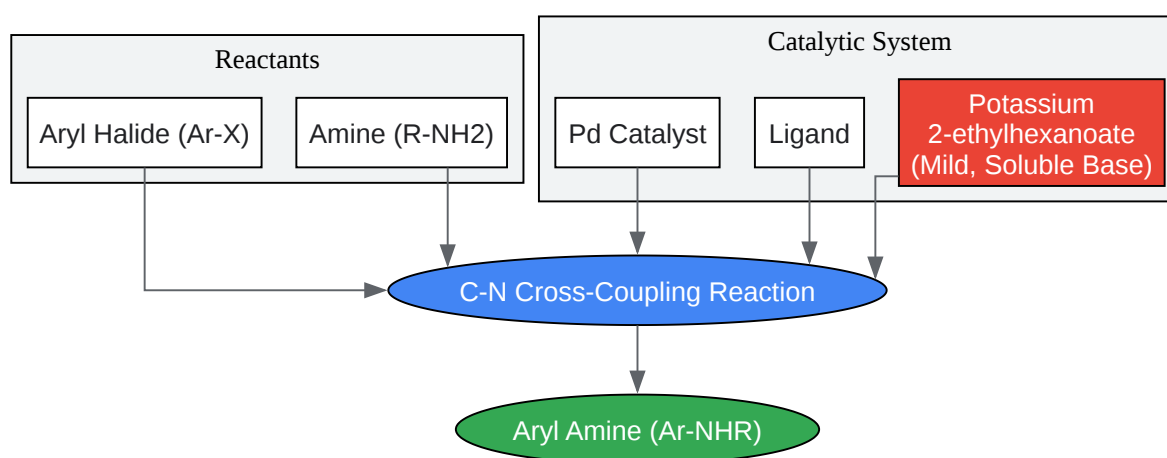 Reactants
Catalytic System
Aryl Halide (Ar-X)
Amine (R-NH2)
Pd Catalyst
Ligand
Potassium
2-ethylhexanoate
(Mild, Soluble Base)
C-N Cross-Coupling Reaction
Aryl Amine (Ar-NHR)